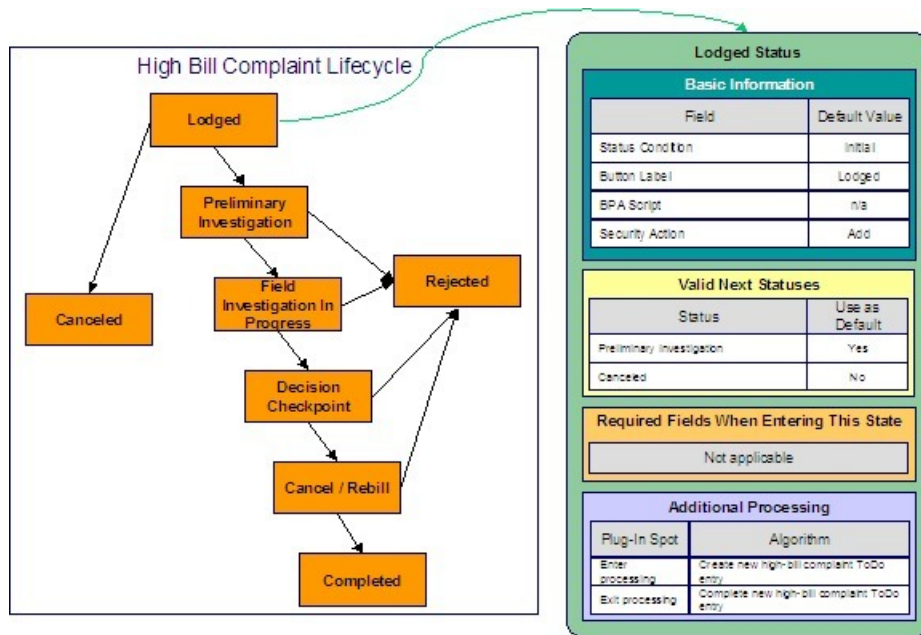 High Bill Complaint Lifecycle
Lodged
Preliminary
Investigation
Field
Investigation In
Progress
Rejected
Canceled
Decision
Checkpoint
Cancel / Rebill
Completed
Lodged Status
Basic Information
Field Default Value
Status Condition Initial
Button Label Lodged
BPA Script n/a
Security Action Add
Valid Next Statuses
Status Use as
Default
Preliminary Investigation Yes
Canceled No
Required Fields When Entering This State
Not applicable
Additional Processing
Plug-In Spot Algorithm
Enter
processing Create new high-bill complaint ToDo
entry
Exit processing Complete new high-bill complaint ToDo
entry